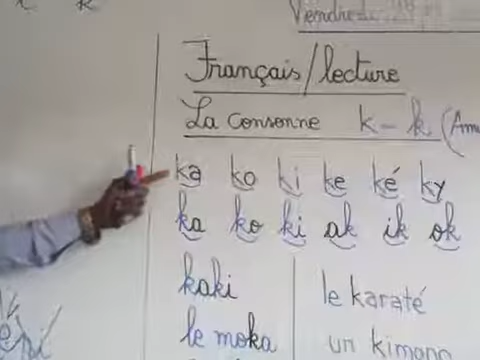 Vendredi
Français/lecture
La consonne k - k (
ka ko ki ke ké ky
ka ko ki ak ik ok
kaki le karaté
le moka un kimono